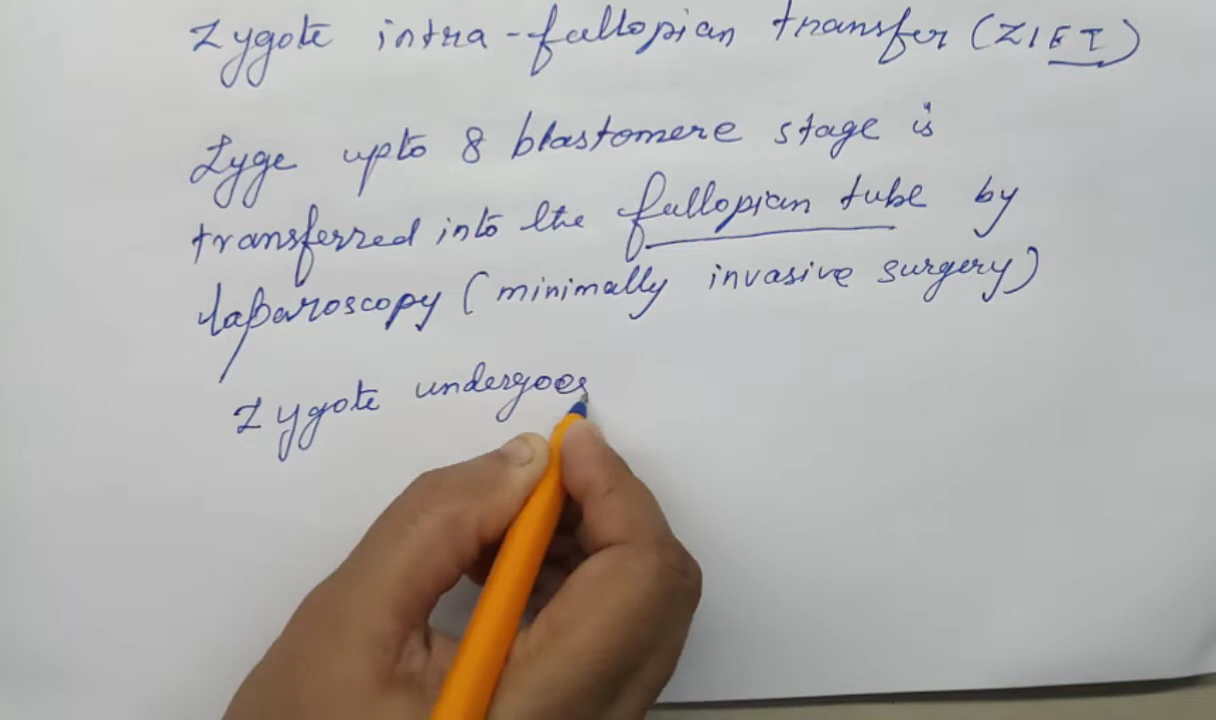 Zygote intra-fallopian transfer (ZIET)
Zyge upto 8 blastomere stage is
transferred into the fallopian tube by
laparoscopy (minimally invasive surgery)
Zygote undergoes